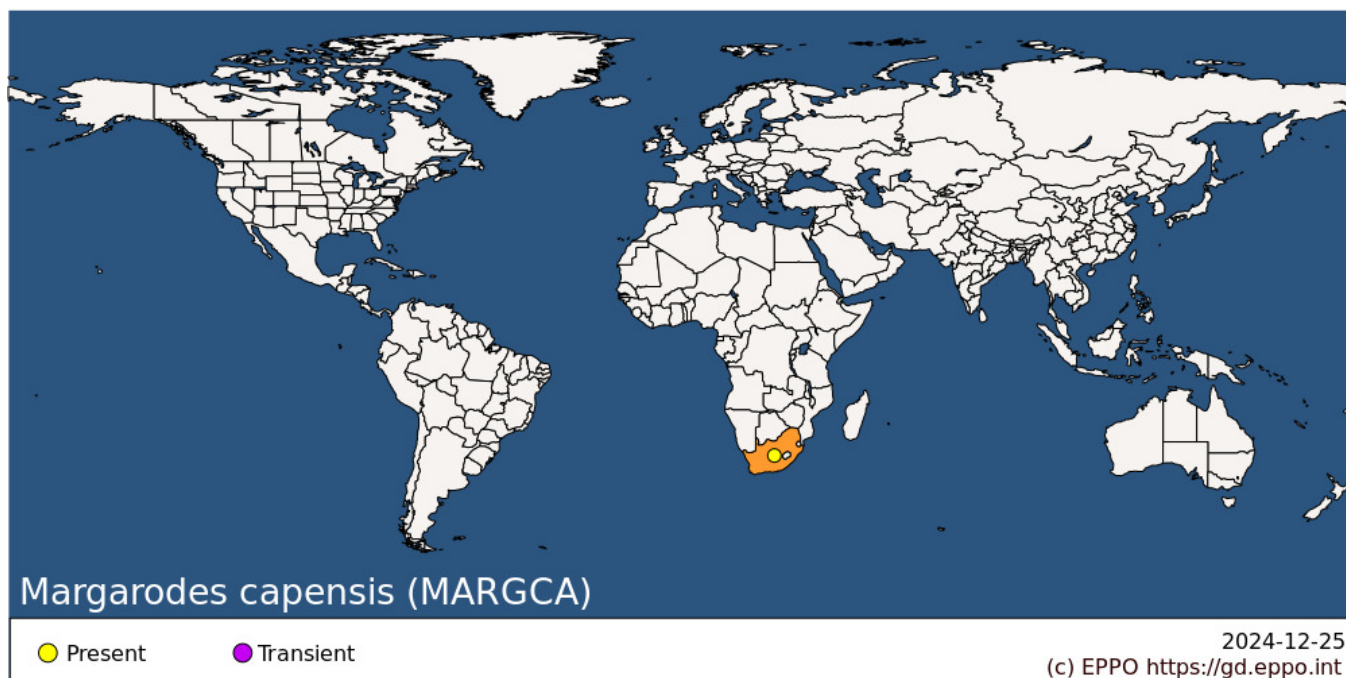 Margarodes capensis (MARGCA)
Present
Transient
2024-12-25
(c) EPPO https://gd.eppo.int